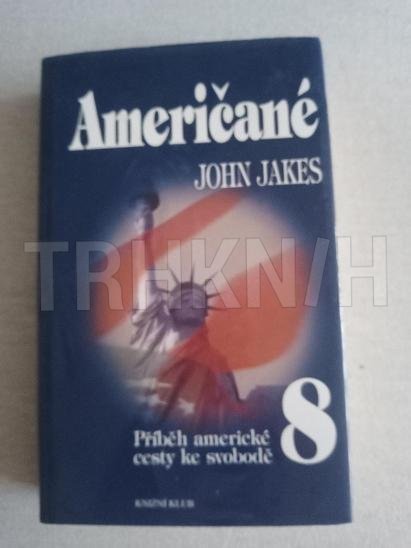 Američané
JOHN JAKES
TRHKNIH
Příběh americké
cesty ke svobodě
8
KNIŽNÍ KLUB